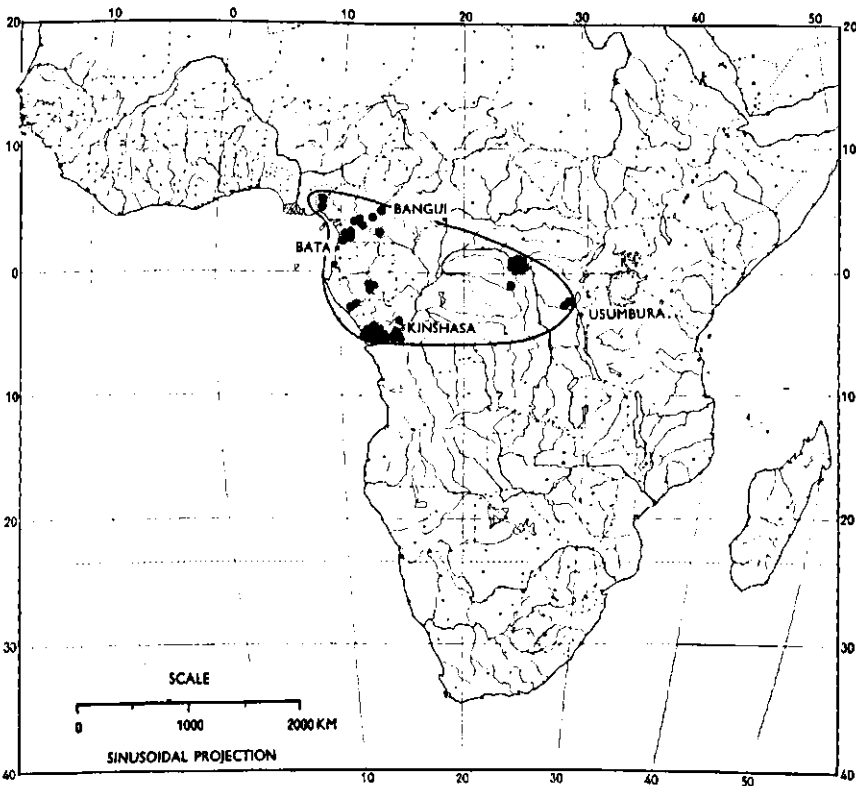 10 0 10 20 30 40 50
20 20
10 10
BANGUI
BATA
0 0
USUMBURA
KINSHASA
10 10
20 20
30 30
SCALE
0 1000 2000 KM
SINUSOIDAL PROJECTION
40 40
10 20 30 40 50